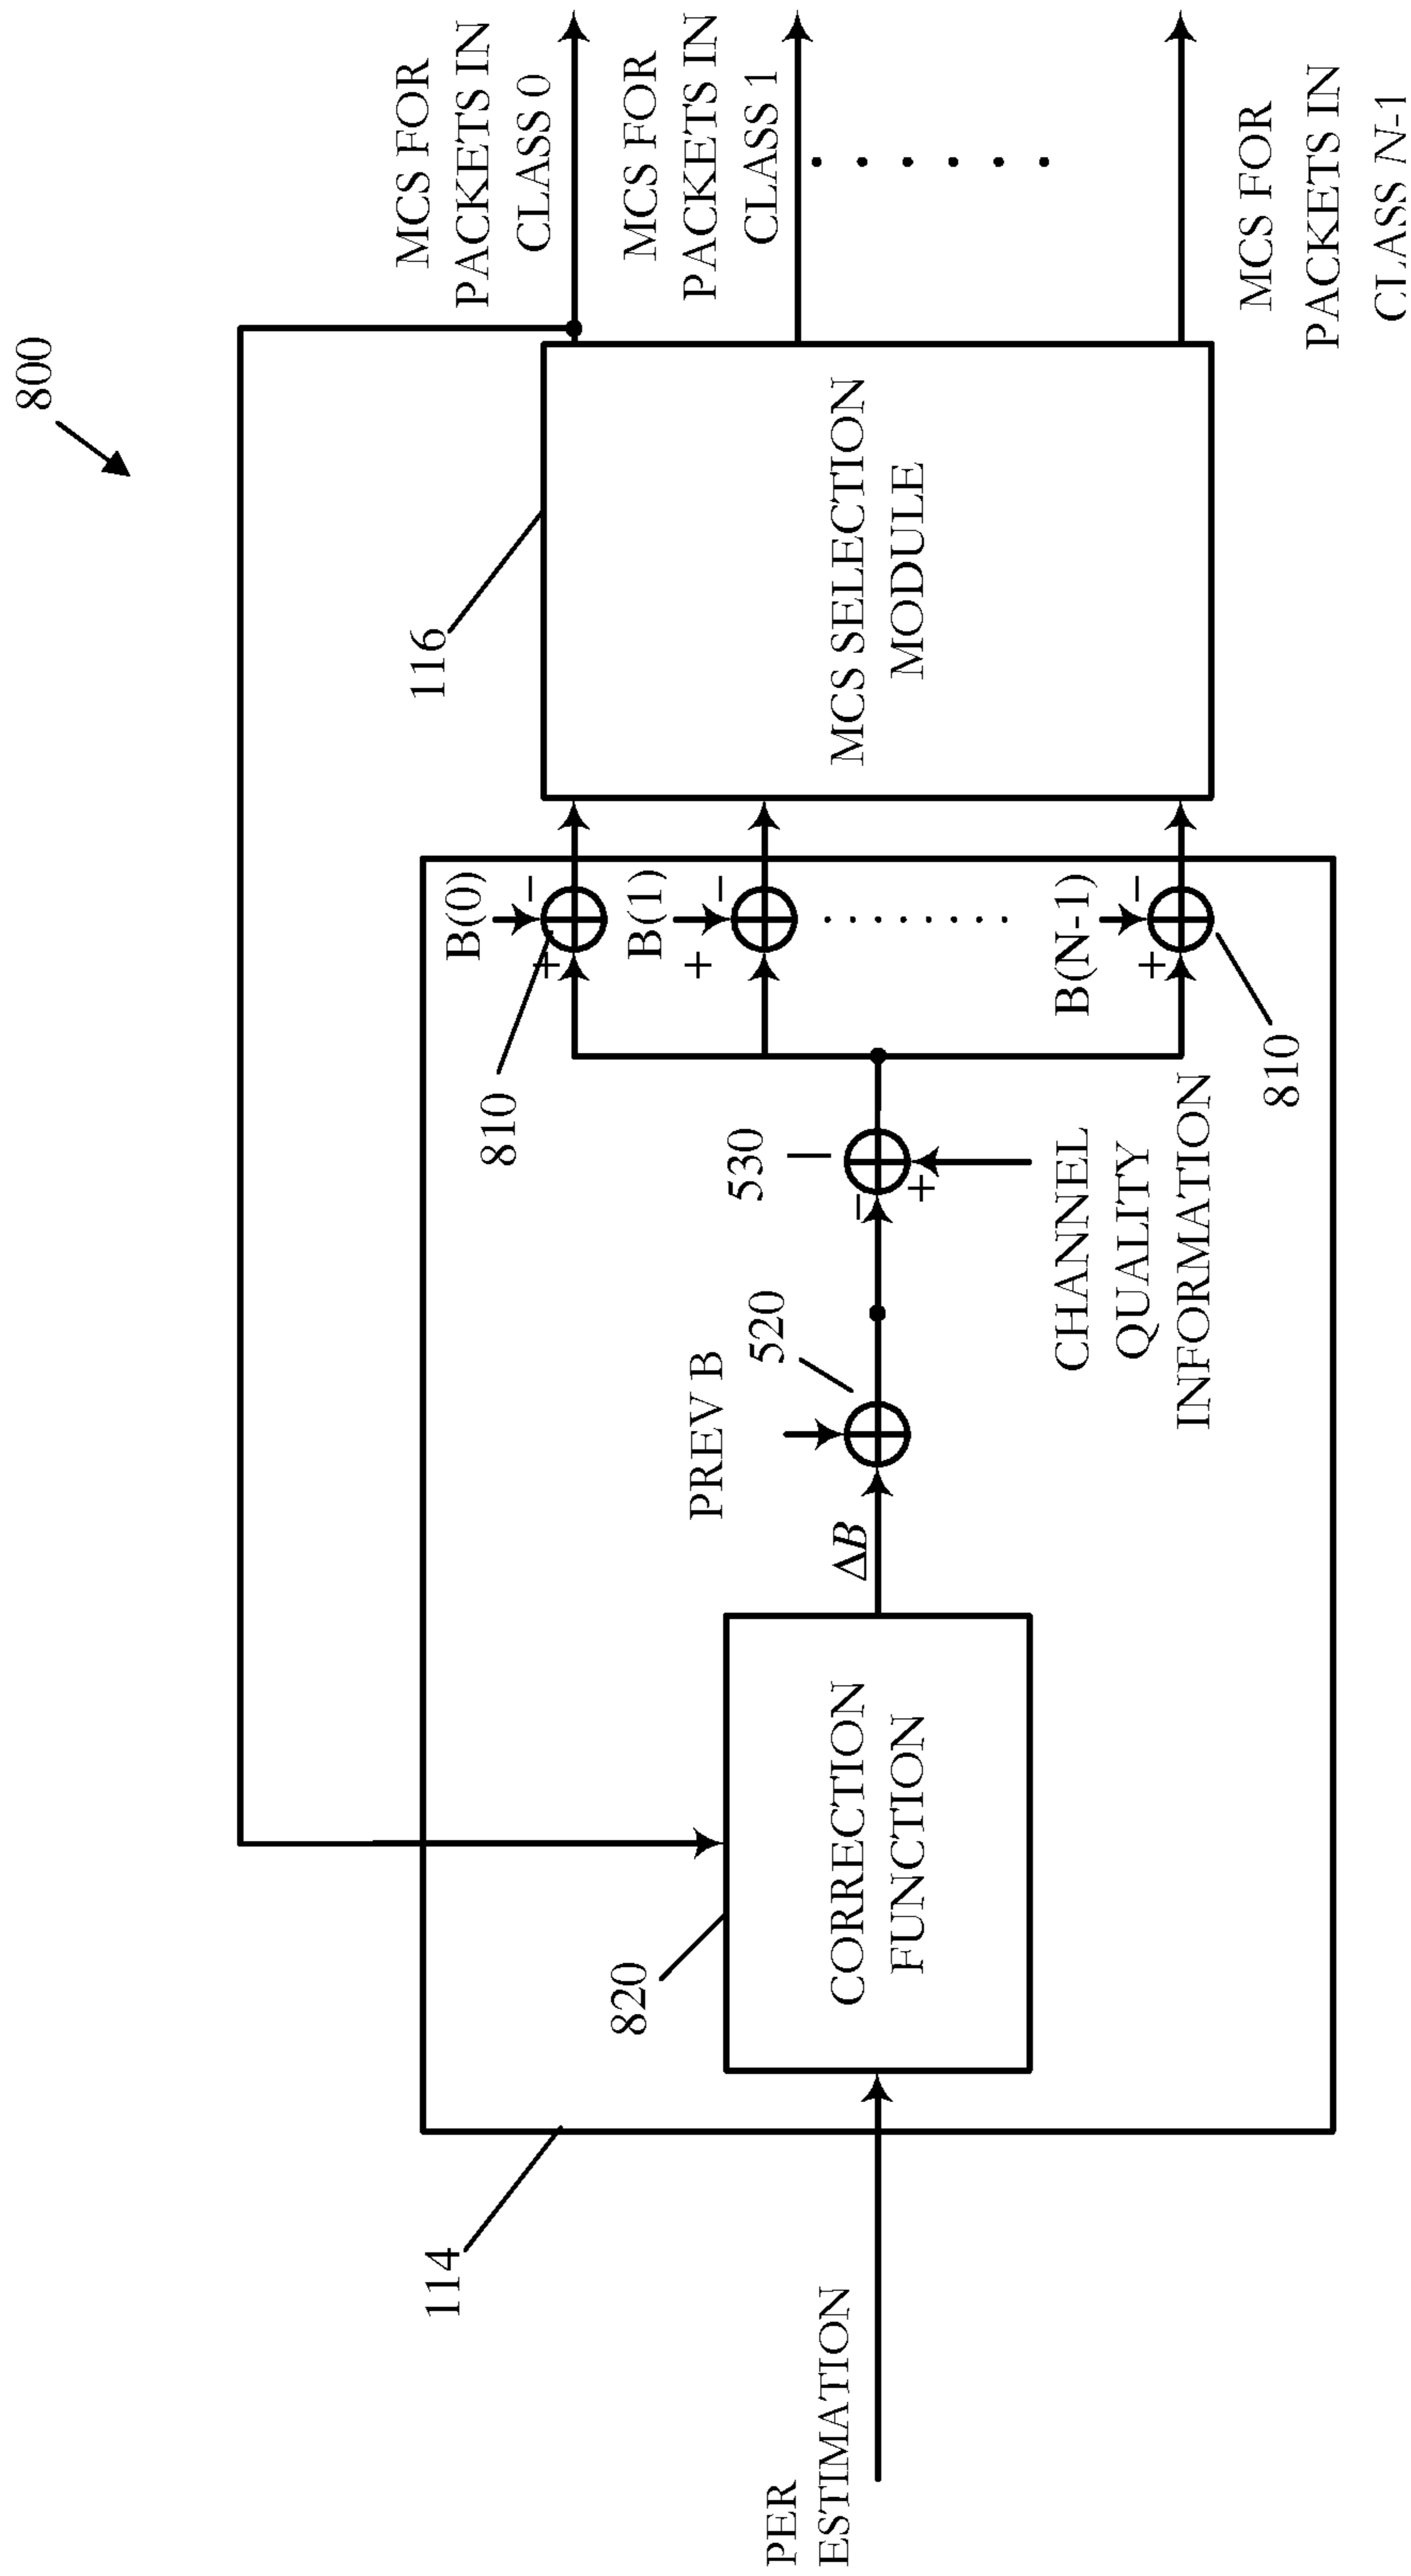 800
MCS FOR
PACKETS IN
CLASS 0
MCS FOR
PACKETS IN
CLASS 1
MCS FOR
PACKETS IN
CLASS N-1
116
MCS SELECTION
MODULE
B(0)
−
+
B(1)
−
+
B(N-1)
−
+
810
810
530
−
−
+
CHANNEL
QUALITY
INFORMATION
PREV B
520
ΔB
820
CORRECTION
FUNCTION
114
PER
ESTIMATION